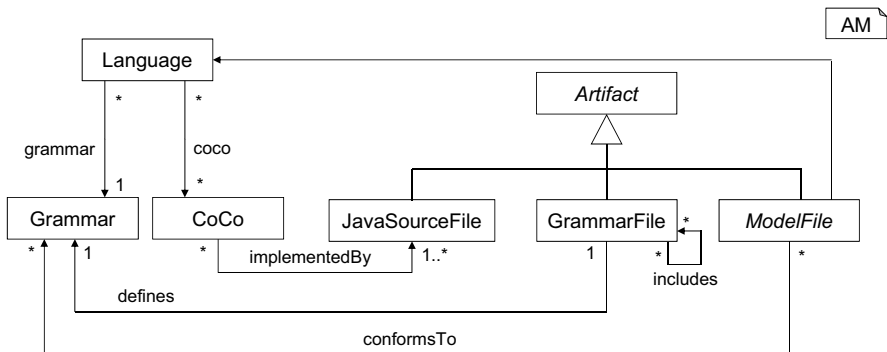 AM
Language
Artifact
* *
grammar coco
1 *
Grammar CoCo JavaSourceFile GrammarFile * ModelFile
* 1 * implementedBy 1..* 1 * *
includes
defines
conformsTo